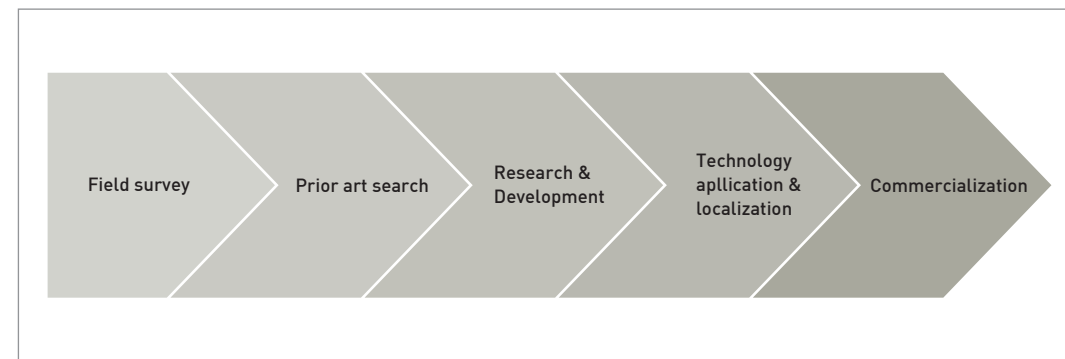 Field survey
Prior art search
Research &
Development
Technology
apllication &
localization
Commercialization